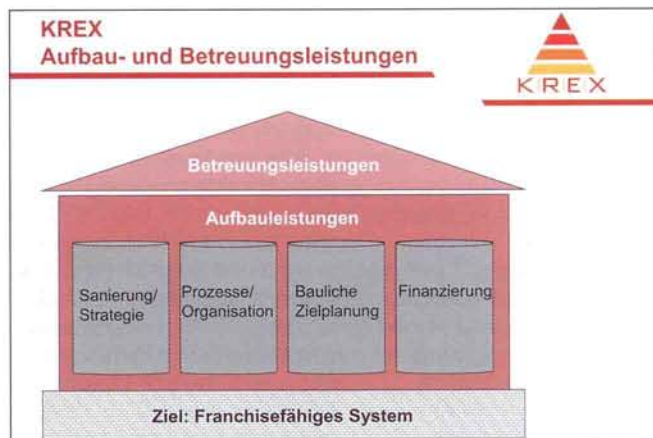 KREX
Aufbau- und Betreuungsleistungen
KREX
Betreuungsleistungen
Aufbauleistungen
Sanierung/
Strategie
Prozesse/
Organisation
Bauliche
Zielplanung
Finanzierung
Ziel: Franchisefähiges System